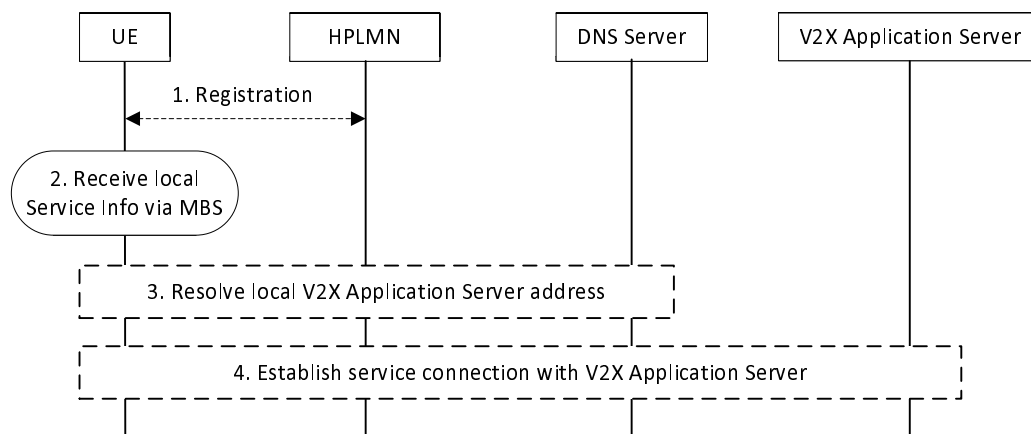 UE
HPLMN
DNS Server
V2X Application Server
1. Registration
2. Receive local
Service Info via MBS
3. Resolve local V2X Application Server address
4. Establish service connection with V2X Application Server